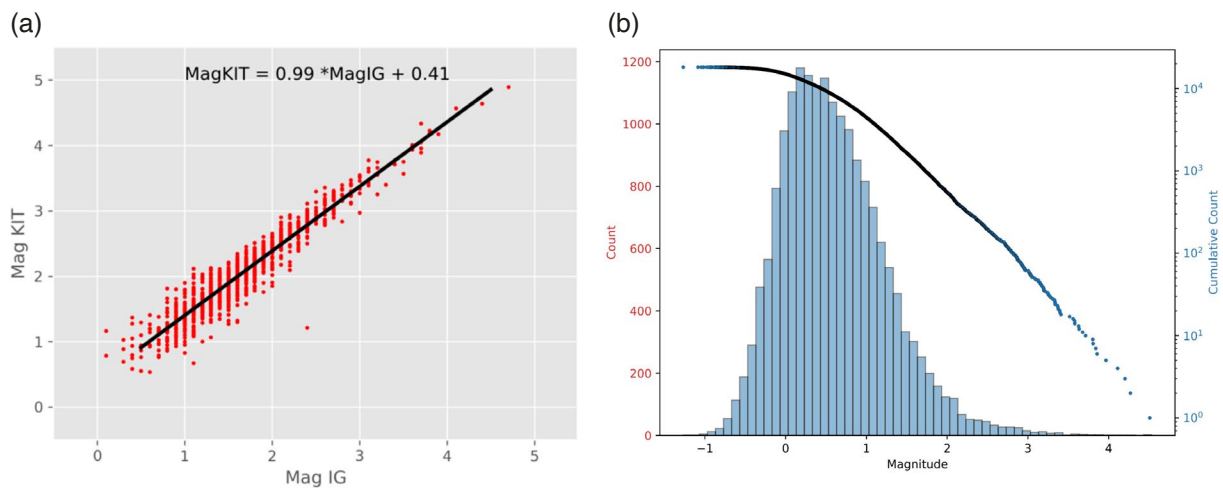 (a)
MagKIT = 0.99 *MagIG + 0.41
5
4
3
2
1
0
Mag KIT
0 1 2 3 4 5
Mag IG
(b)
1200
1000
800
600
400
200
0
Count
10⁴
10³
10²
10¹
10⁰
Cumulative Count
−1 0 1 2 3 4
Magnitude